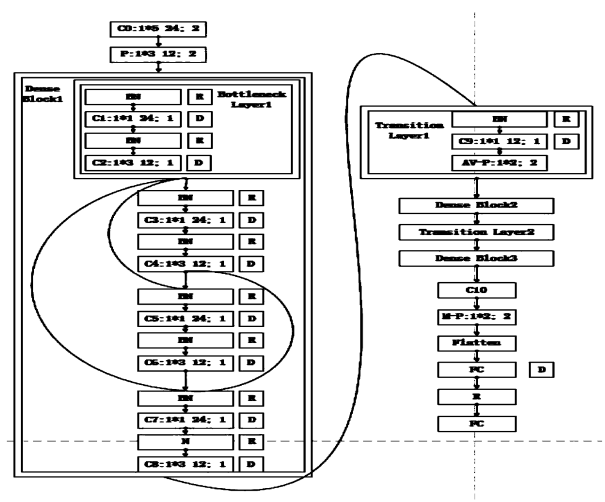 C0:1*5 24; 2
P:1*3 12; 2
Dense
Block1
Bottleneck
Layer1
BN R
C1:1*1 24; 1 D
BN R
C2:1*3 12; 1 D
BN R
C3:1*1 24; 1 D
BN R
C4:1*3 12; 1 D
BN R
C5:1*1 24; 1 D
BN R
C6:1*3 12; 1 D
BN R
C7:1*1 24; 1 D
N R
C8:1*3 12; 1 D
Transition
Layer1
BN R
C9:1*1 12; 1 D
AV-P:1*2; 2
Dense Block2
Transition Layer2
Dense Block3
C10
M-P:1*2; 2
Flatten
FC D
R
FC